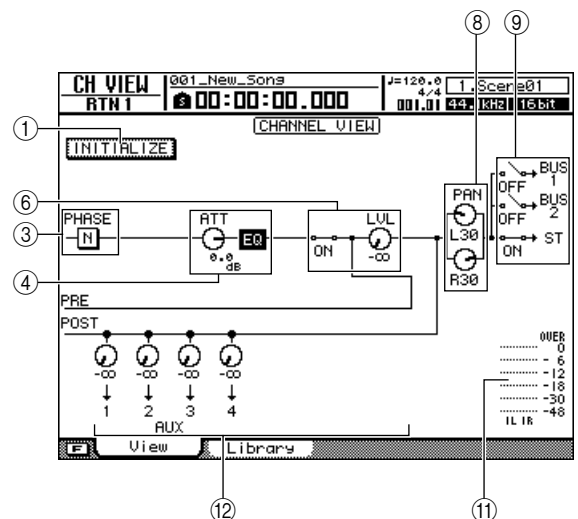 ⑧ ⑨
CH VIEW 001_New_Song ♩=120.0 4/4 1.Scene01
RTN 1 S 00:00:00.000 001.01 44.1kHz 16bit
① CHANNEL VIEW
INITIALIZE
⑥
PHASE ATT LVL PAN BUS 1
③ N EQ OFF
0.0 dB ON -∞ L30 OFF BUS 2
④ R30 ON ST
PRE
POST
-∞ -∞ -∞ -∞
1 2 3 4
AUX
OVER
0
- 6
-12
-18
-30
-48
IL IR
F View Library
⑫ ⑪